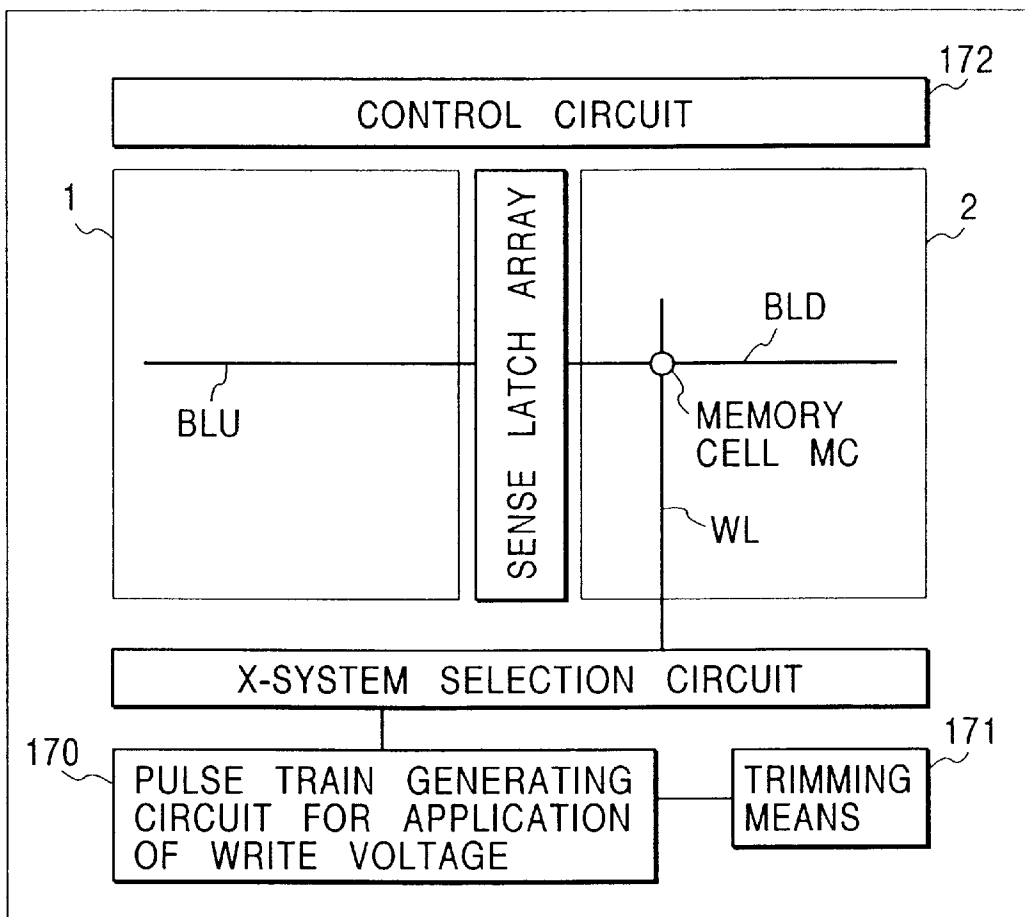 172
CONTROL CIRCUIT
1
2
SENSE LATCH ARRAY
BLU
BLD
MEMORY
CELL MC
WL
X-SYSTEM SELECTION CIRCUIT
170
171
PULSE TRAIN GENERATING
CIRCUIT FOR APPLICATION
OF WRITE VOLTAGE
TRIMMING
MEANS